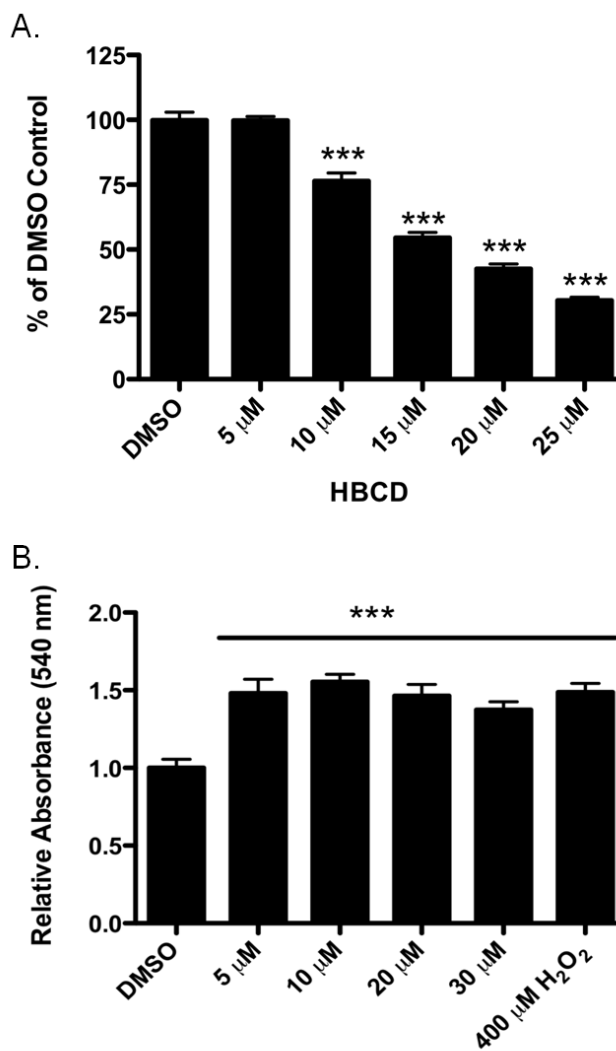 A.
% of DMSO Control
125
100
75
50
25
0
***
***
***
***
DMSO
5 μM
10 μM
15 μM
20 μM
25 μM
HBCD
B.
Relative Absorbance (540 nm)
2.0
1.5
1.0
0.5
0.0
***
DMSO
5 μM
10 μM
20 μM
30 μM
400 μM H₂O₂